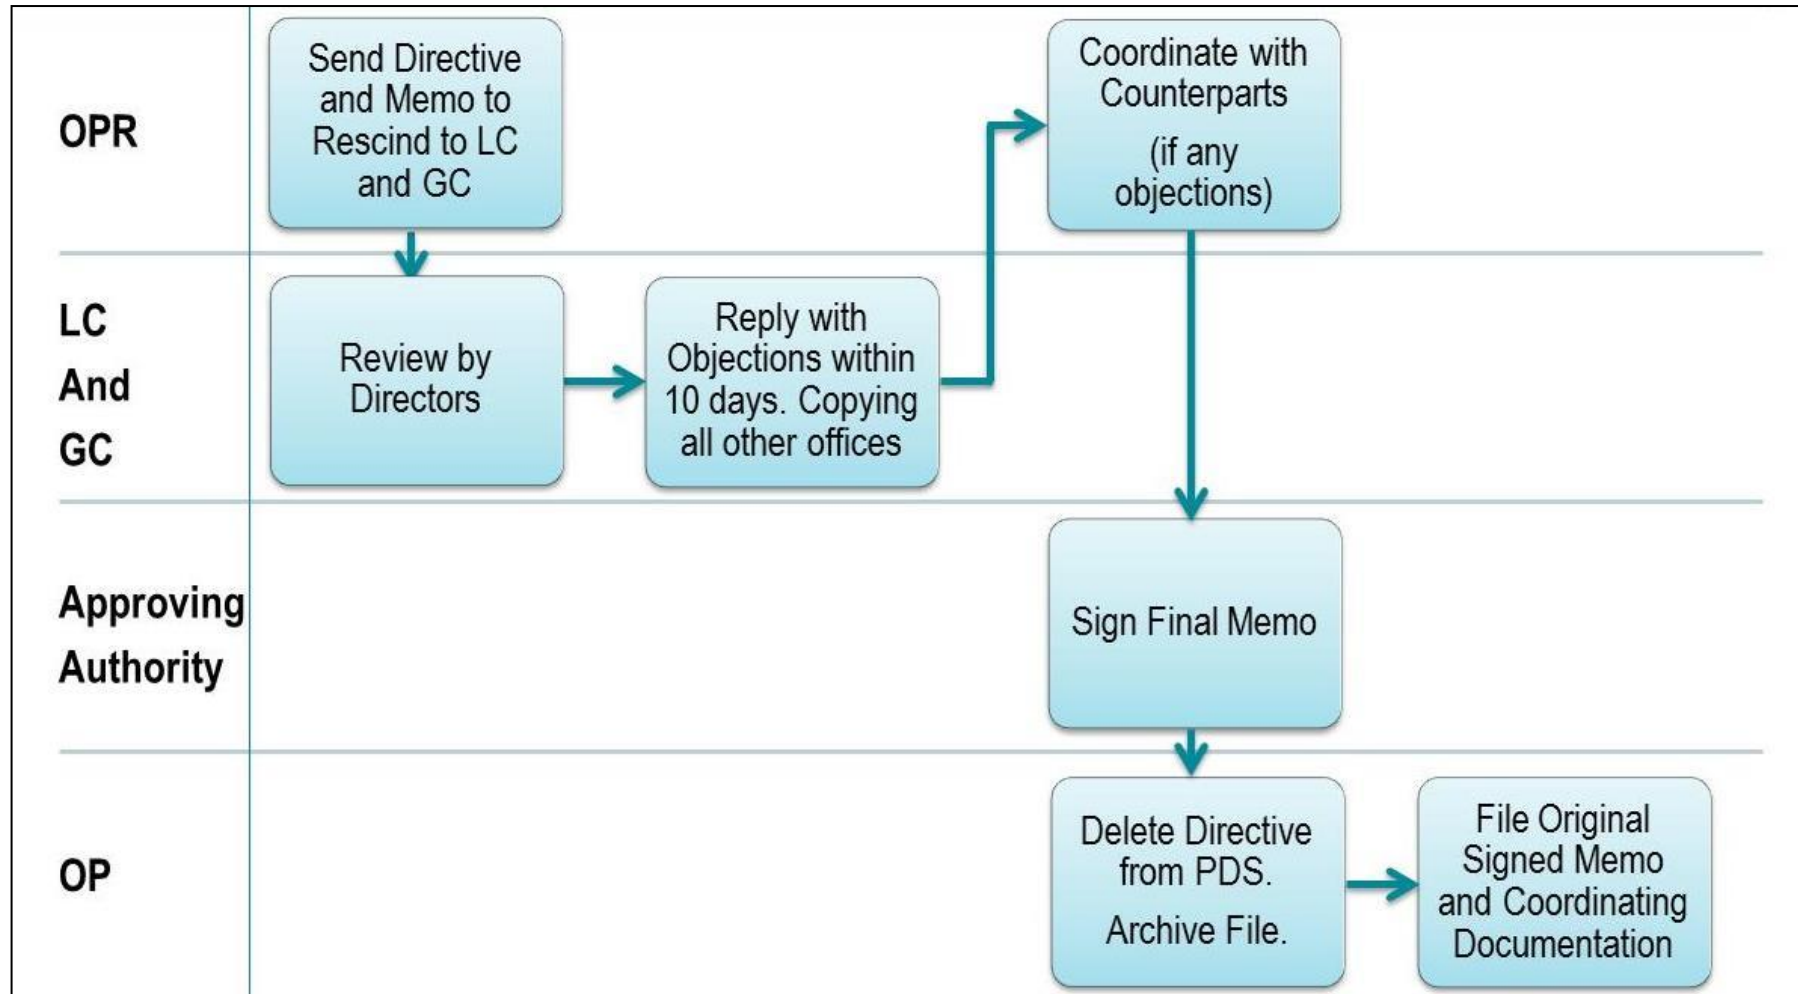 OPR
Send Directive
and Memo to
Rescind to LC
and GC
Coordinate with
Counterparts
(if any
objections)
LC
And
GC
Review by
Directors
Reply with
Objections within
10 days. Copying
all other offices
Approving
Authority
Sign Final Memo
OP
Delete Directive
from PDS.
Archive File.
File Original
Signed Memo
and Coordinating
Documentation